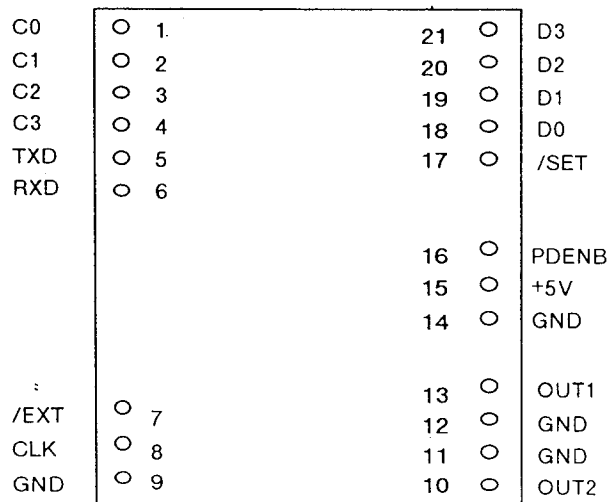 C0 1 21 D3
C1 2 20 D2
C2 3 19 D1
C3 4 18 D0
TXD 5 17 /SET
RXD 6
16 PDENB
15 +5V
14 GND
13 OUT1
/EXT 7 12 GND
CLK 8 11 GND
GND 9 10 OUT2